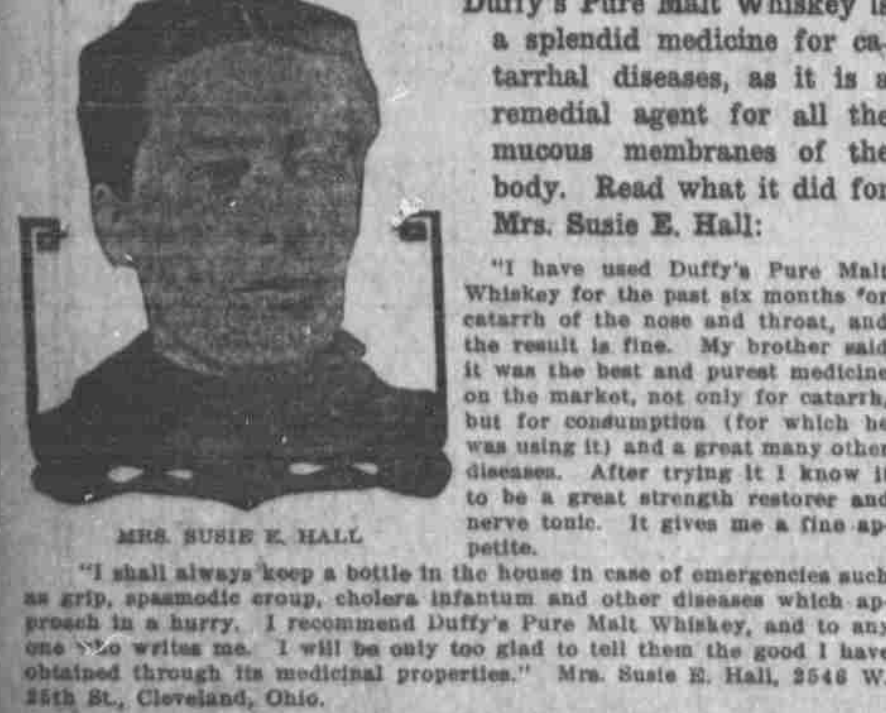 Duffy's Pure Malt Whiskey is
a splendid medicine for ca-
tarrhal diseases, as it is a
remedial agent for all the
mucous membranes of the
body. Read what it did for
Mrs. Susie E. Hall:
"I have used Duffy's Pure Malt
Whiskey for the past six months for
catarrh of the nose and throat, and
the result is fine. My brother said
it was the best and purest medicine
on the market, not only for catarrh,
but for consumption (for which he
was using it) and a great many other
diseases. After trying it I know it
to be a great strength restorer and
nerve tonic. It gives me a fine ap-
petite.
MRS. SUSIE E. HALL
"I shall always keep a bottle in the house in case of emergencies such
as grip, spasmodic croup, cholera infantum and other diseases which ap-
proach in a hurry. I recommend Duffy's Pure Malt Whiskey, and to any
one who writes me. I will be only too glad to tell them the good I have
obtained through its medicinal properties." Mrs. Susie E. Hall, 2546 W.
25th St., Cleveland, Ohio.